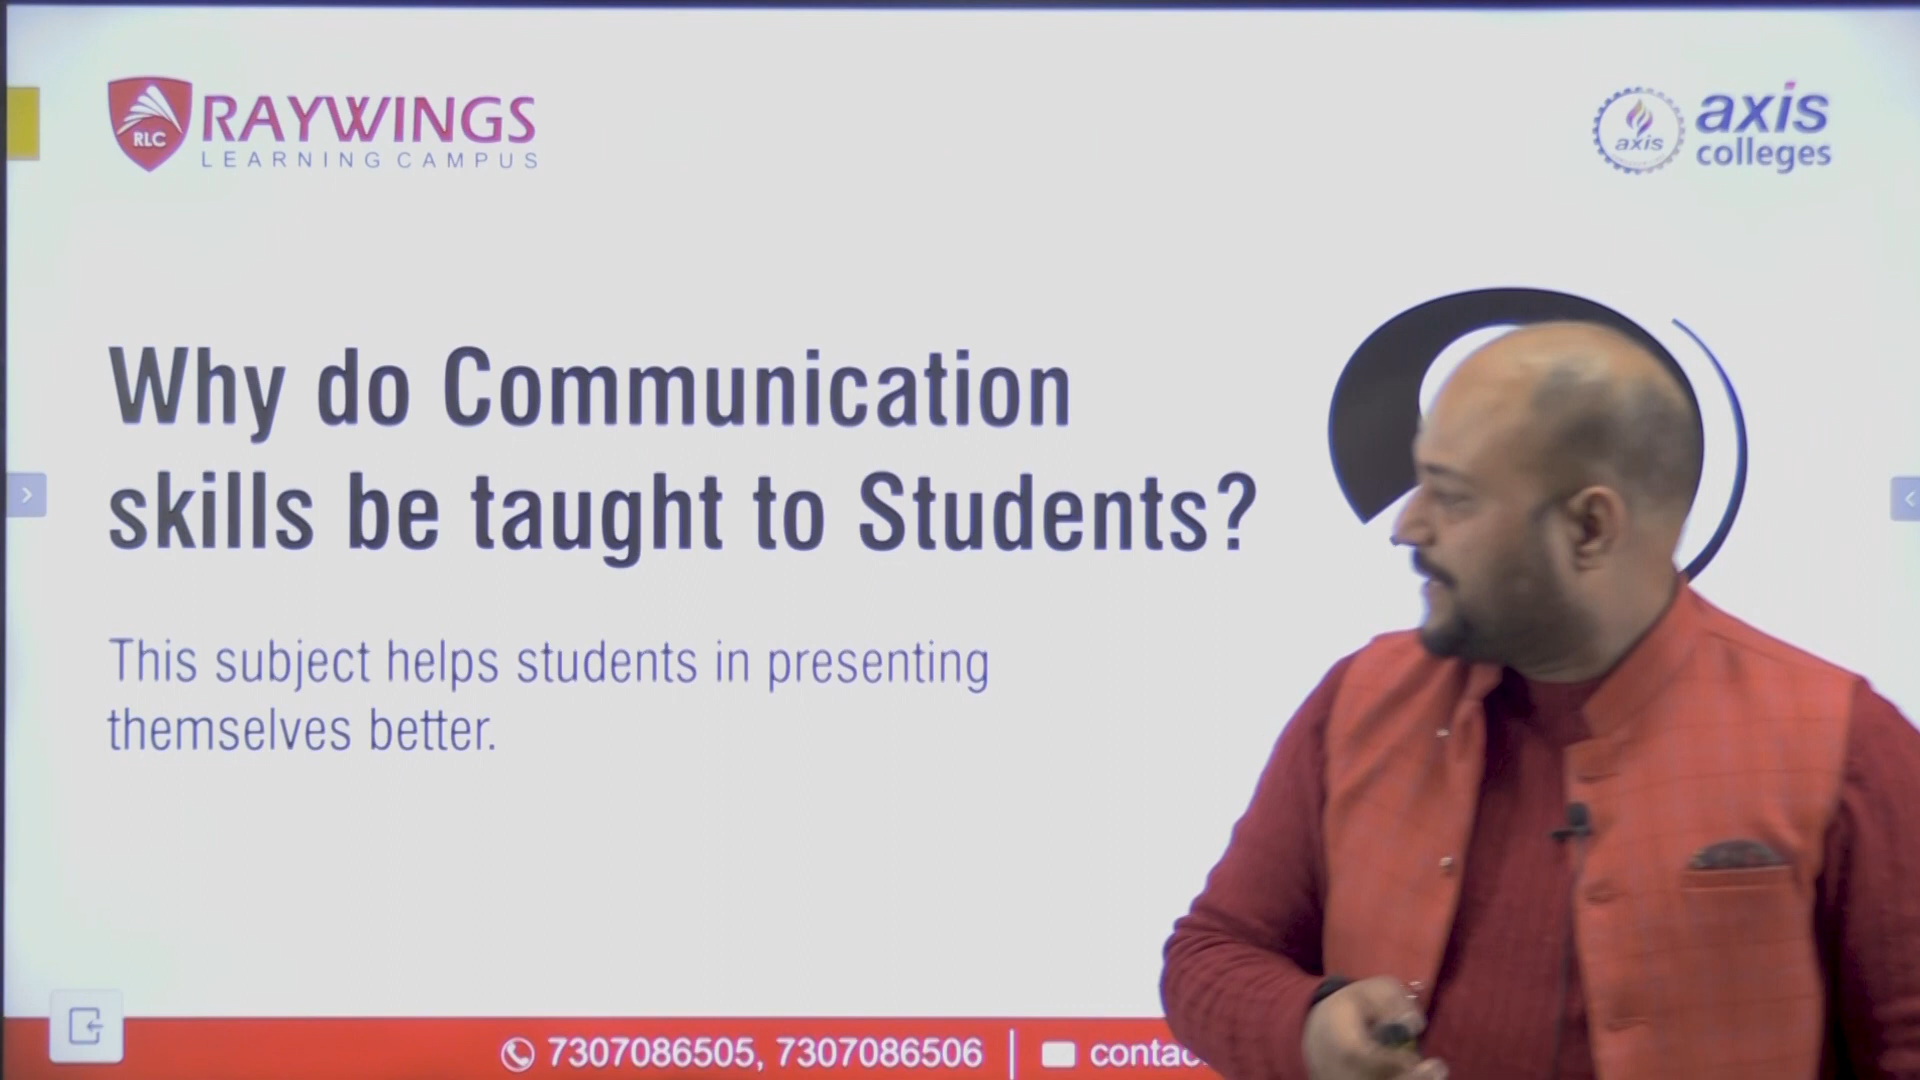 RLC
RAYWINGS
LEARNING CAMPUS
axis
axis
colleges
Why do Communication
skills be taught to Students?
This subject helps students in presenting
themselves better.
7307086505, 7307086506